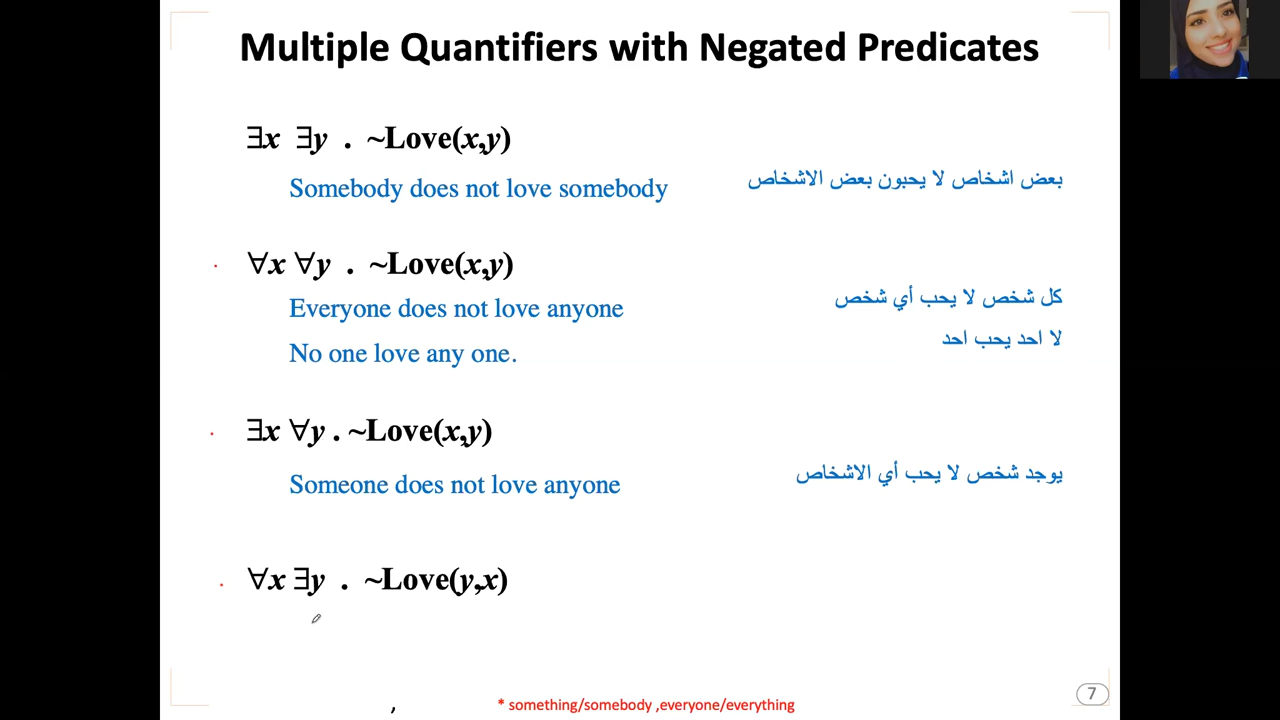 Multiple Quantifiers with Negated Predicates
∃x ∃y . ~Love(x,y)
Somebody does not love somebody
بعض اشخاص لا يحبون بعض الاشخاص
∀x ∀y . ~Love(x,y)
Everyone does not love anyone
كل شخص لا يحب أي شخص
No one love any one.
لا احد يحب احد
∃x ∀y . ~Love(x,y)
Someone does not love anyone
يوجد شخص لا يحب أي الاشخاص
∀x ∃y . ~Love(y,x)
7
,
* something/somebody ,everyone/everything